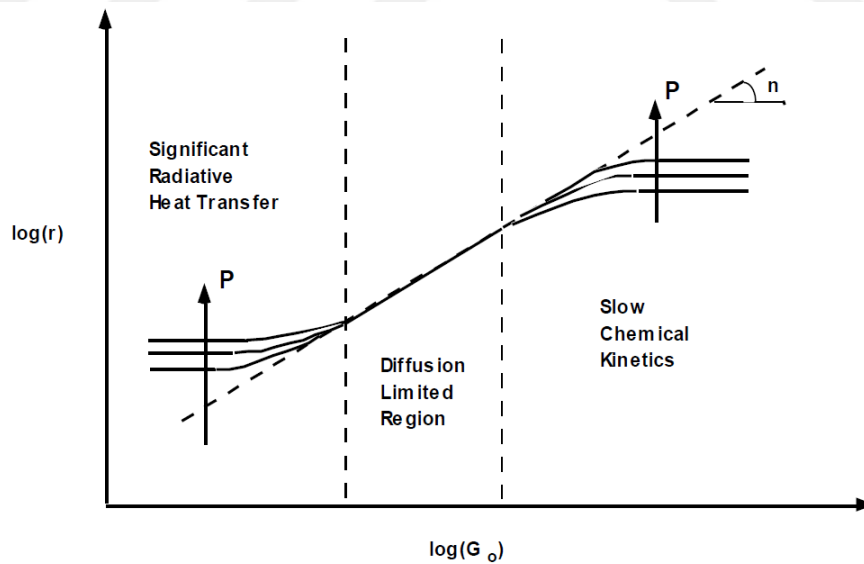 P
n
Significant
Radiative
Heat Transfer
log(r)
P
Slow
Chemical
Kinetics
Diffusion
Limited
Region
log(G o)